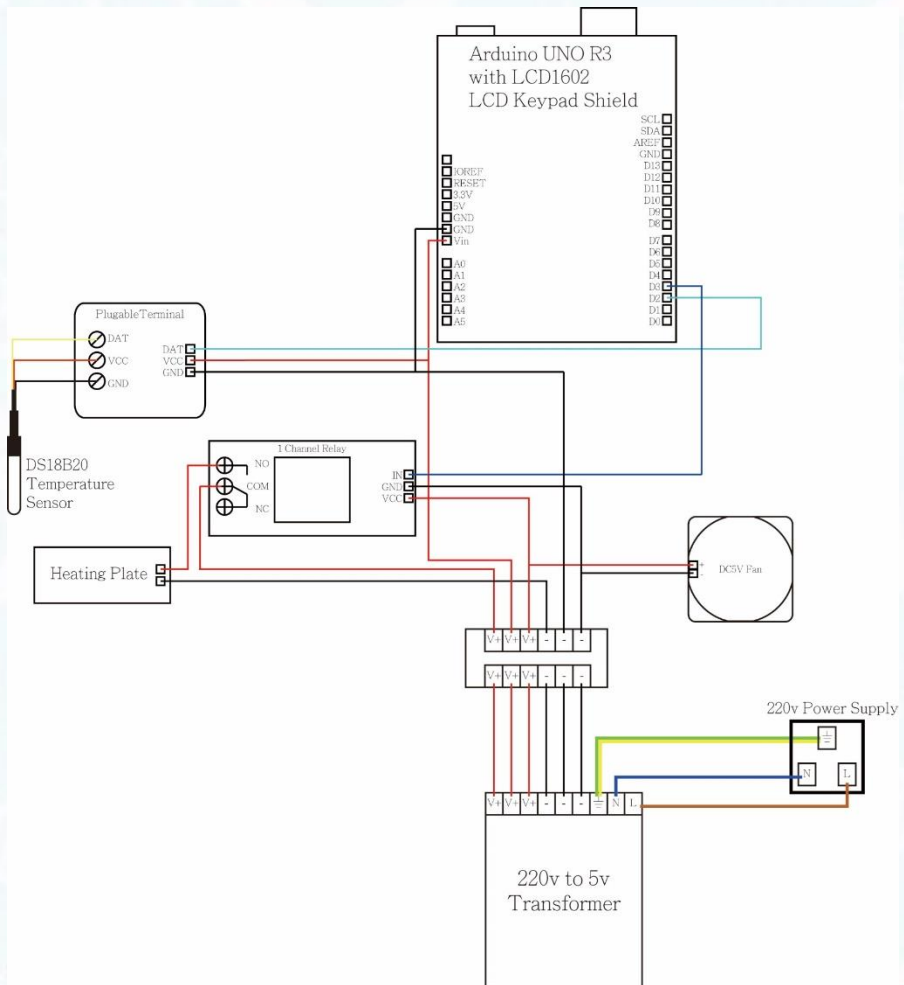 Arduino UNO R3
with LCD1602
LCD Keypad Shield
SCL
SDA
AREF
GND
D13
D12
D11
D10
D9
D8
IOREF
RESET
3.3V
5V
GND
GND
Vin
D7
D6
D5
D4
D3
D2
D1
D0
A0
A1
A2
A3
A4
A5
PlugableTerminal
DAT
VCC
GND
DAT
VCC
GND
DS18B20
Temperature
Sensor
1 Channel Relay
NO
COM
NC
IN
GND
VCC
Heating Plate
+
-
DC5V Fan
V+ V+ V+ - - -
V+ V+ V+ - - -
220v Power Supply
N L
V+ V+ V+ - - - N L
220v to 5v
Transformer